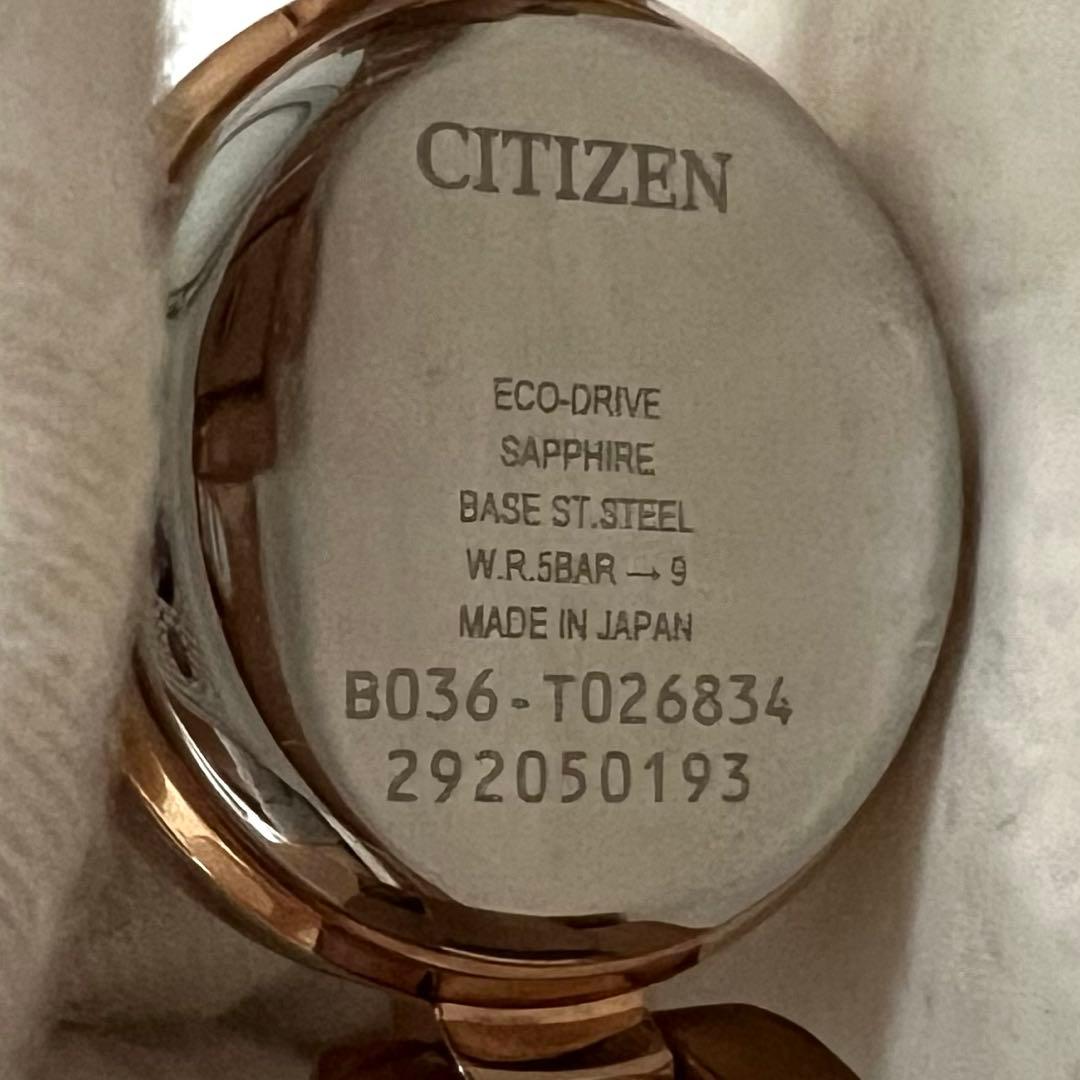 CITIZEN
ECO-DRIVE
SAPPHIRE
BASE ST.STEEL
W.R.5BAR → 9
MADE IN JAPAN
B036-T026834
292050193